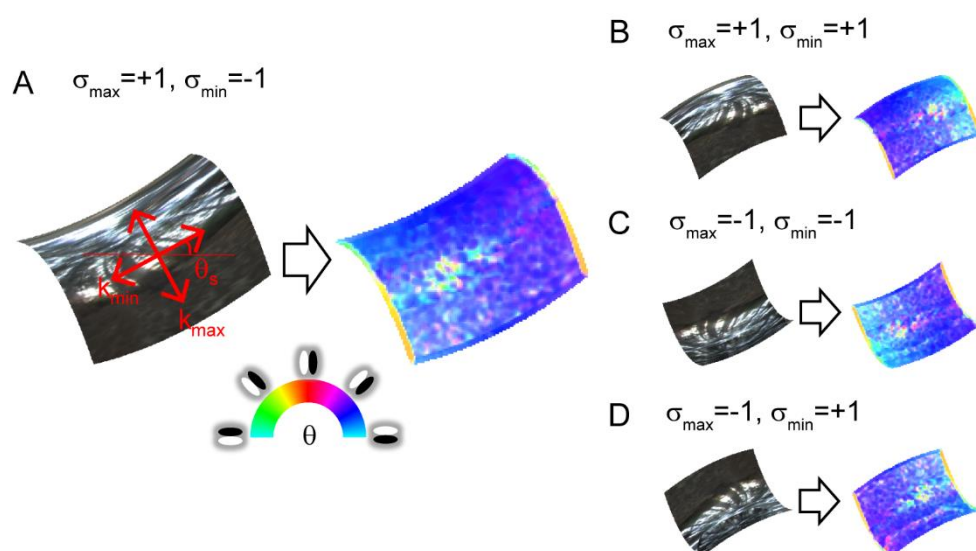 A σmax=+1, σmin=-1
kmin
θs
kmax
θ
B σmax=+1, σmin=+1
C σmax=-1, σmin=-1
D σmax=-1, σmin=+1